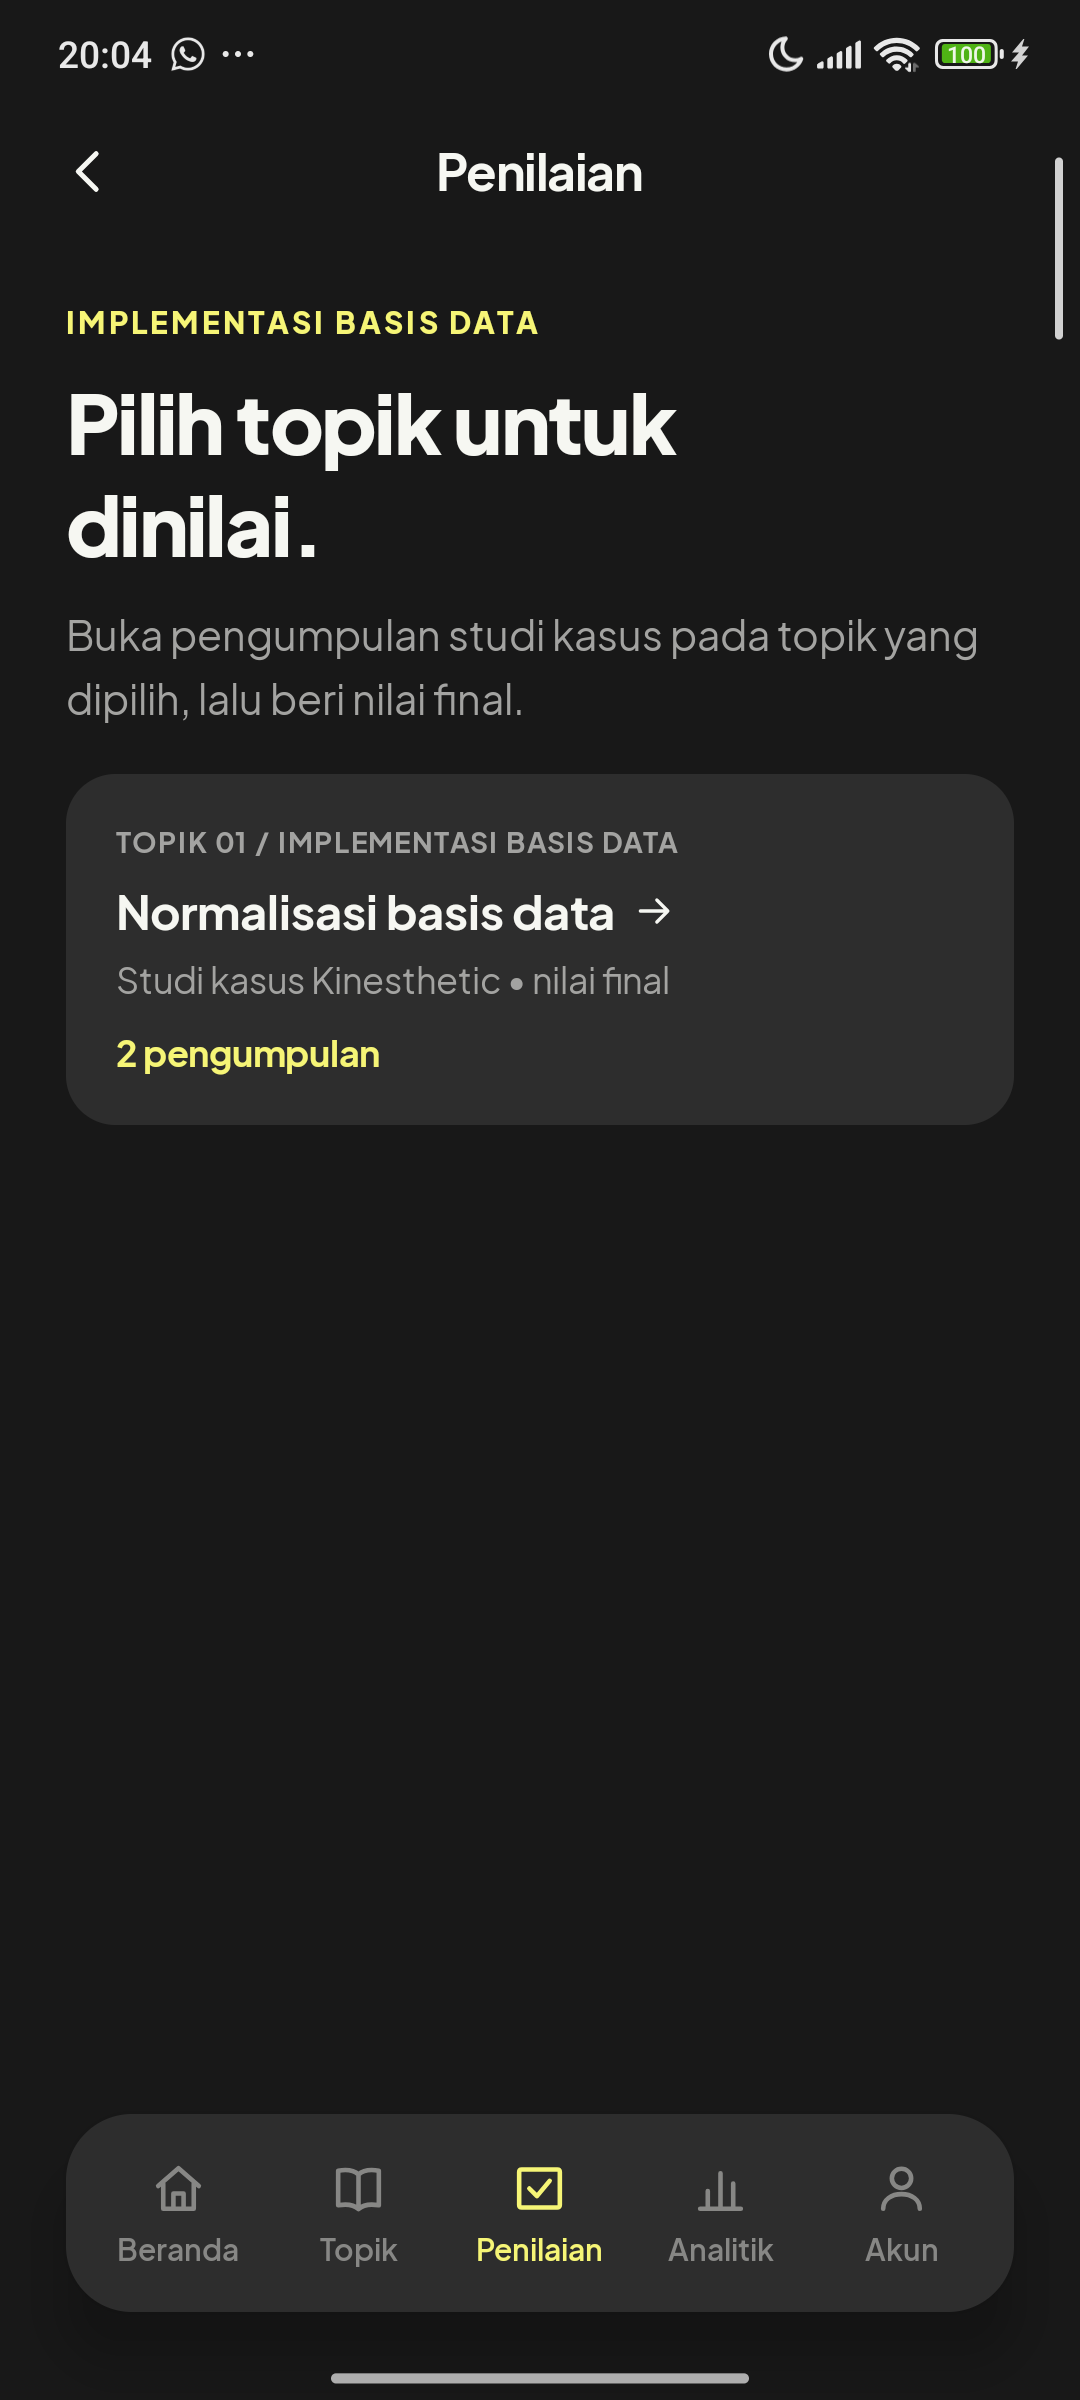 20:04
100
Penilaian
IMPLEMENTASI BASIS DATA
Pilih topik untuk
dinilai.
Buka pengumpulan studi kasus pada topik yang
dipilih, lalu beri nilai final.
TOPIK 01 / IMPLEMENTASI BASIS DATA
Normalisasi basis data →
Studi kasus Kinesthetic • nilai final
2 pengumpulan
Beranda
Topik
Penilaian
Analitik
Akun